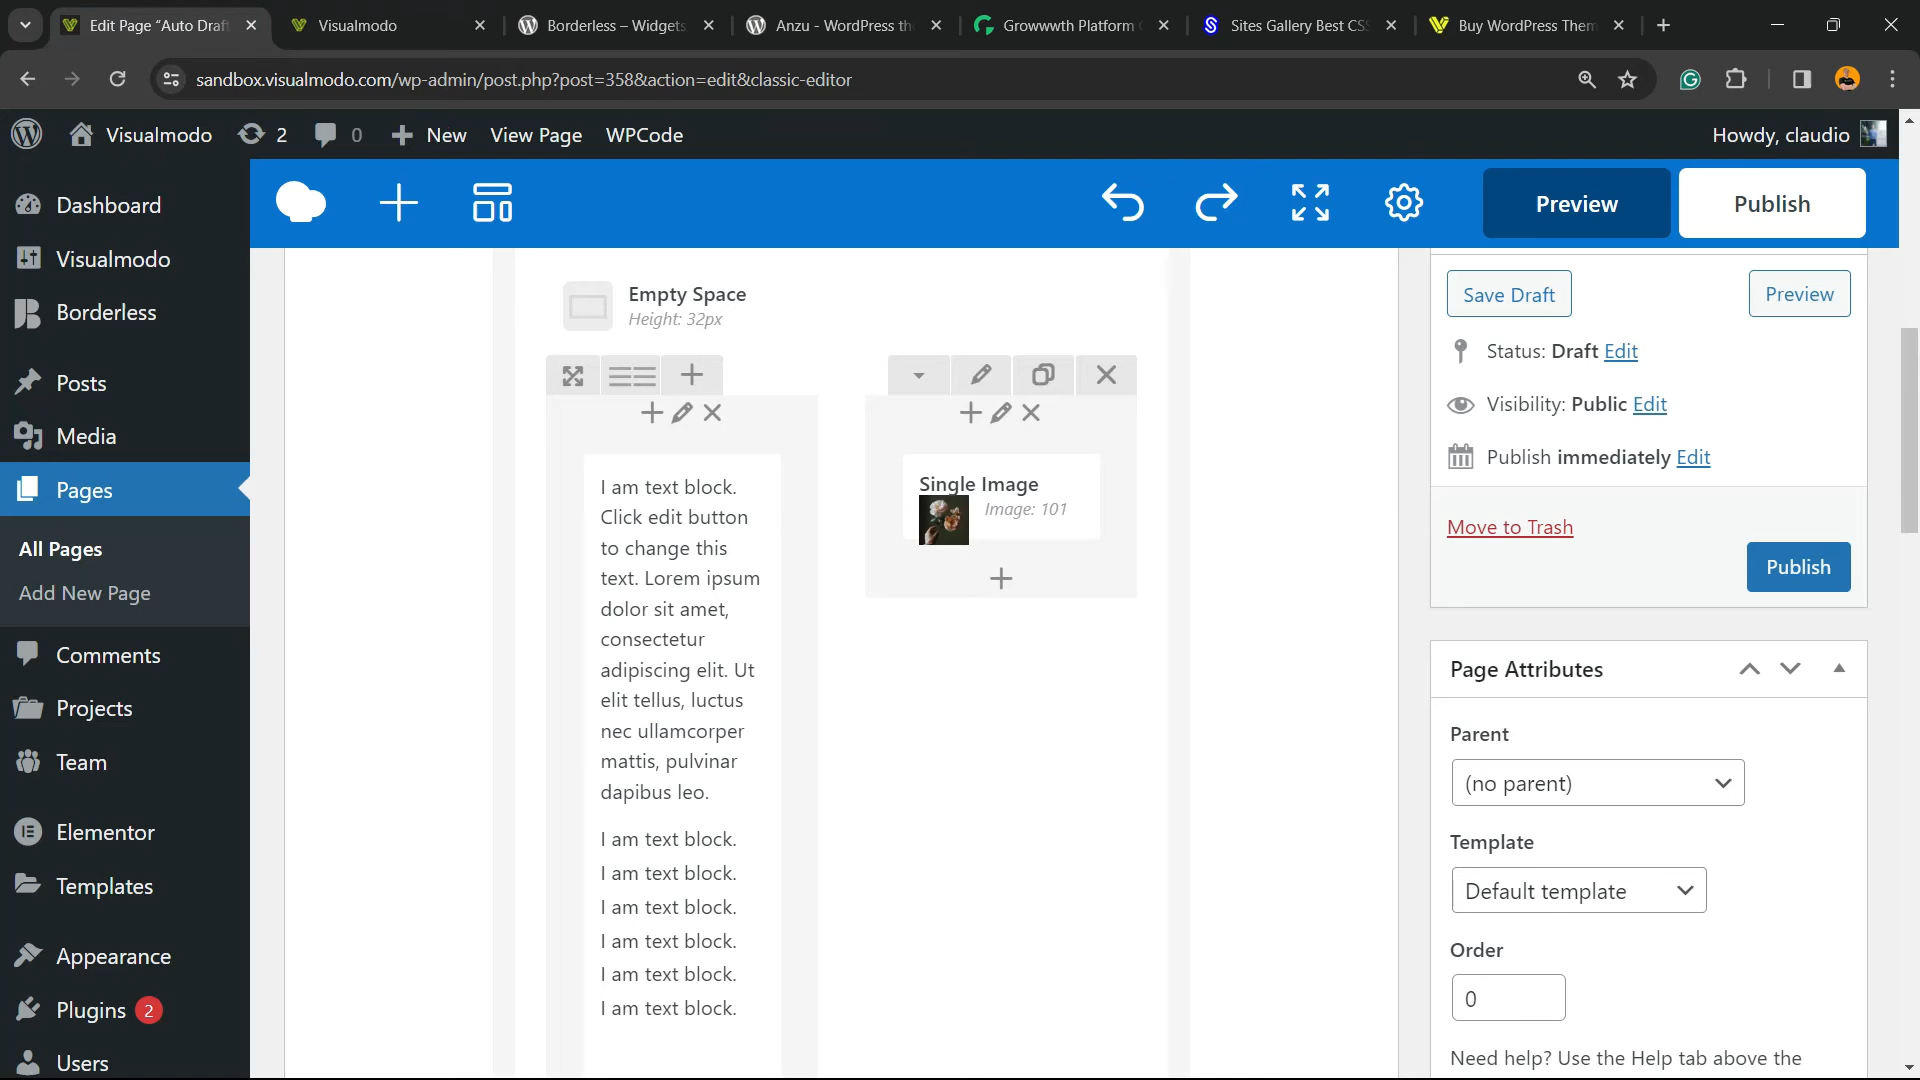 Edit Page “Auto Draft
Visualmodo
Borderless – Widgets
Anzu - WordPress th
Growwwth Platform
Sites Gallery Best CSS
Buy WordPress Them
sandbox.visualmodo.com/wp-admin/post.php?post=358&action=edit&classic-editor
Visualmodo
2
0
New
View Page
WPCode
Howdy, claudio
Preview
Publish
Dashboard
Visualmodo
Borderless
Posts
Media
Pages
All Pages
Add New Page
Comments
Projects
Team
Elementor
Templates
Appearance
Plugins 2
Users
Empty Space
Height: 32px
I am text block.
Click edit button
to change this
text. Lorem ipsum
dolor sit amet,
consectetur
adipiscing elit. Ut
elit tellus, luctus
nec ullamcorper
mattis, pulvinar
dapibus leo.
I am text block.
I am text block.
I am text block.
I am text block.
I am text block.
I am text block.
Single Image
Image: 101
Save Draft
Preview
Status: Draft Edit
Visibility: Public Edit
Publish immediately Edit
Move to Trash
Publish
Page Attributes
Parent
(no parent)
Template
Default template
Order
0
Need help? Use the Help tab above the